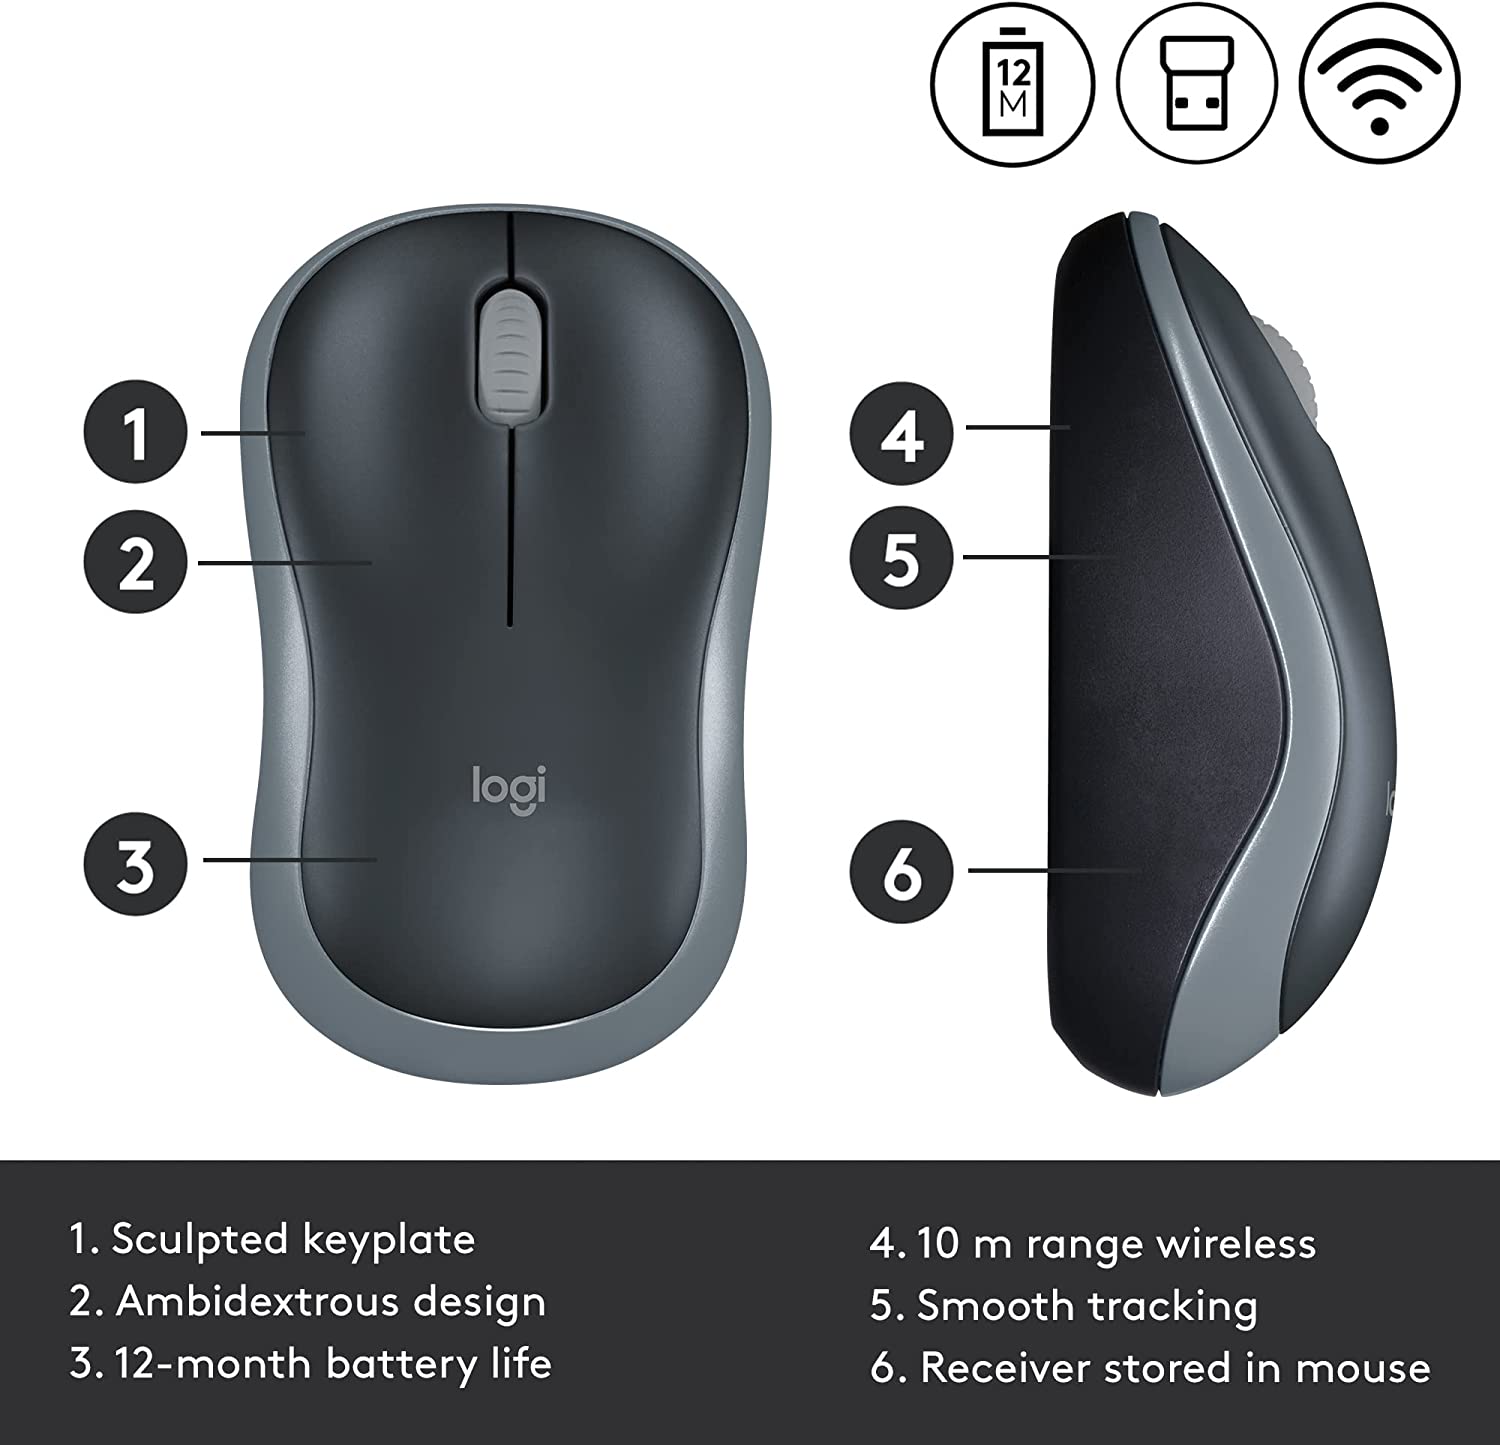 12
M
1
2
3
4
5
6
logi
lo
1. Sculpted keyplate
2. Ambidextrous design
3. 12-month battery life
4. 10 m range wireless
5. Smooth tracking
6. Receiver stored in mouse